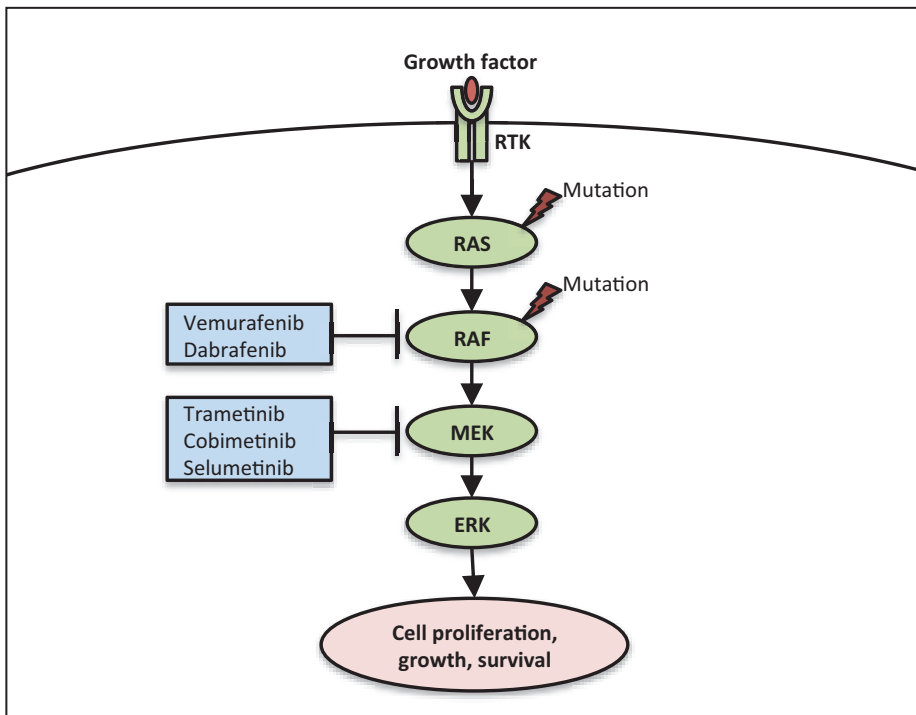 Growth factor
RTK
Mutation
RAS
Mutation
Vemurafenib
Dabrafenib
RAF
Trametinib
Cobimetinib
Selumetinib
MEK
ERK
Cell proliferation,
growth, survival